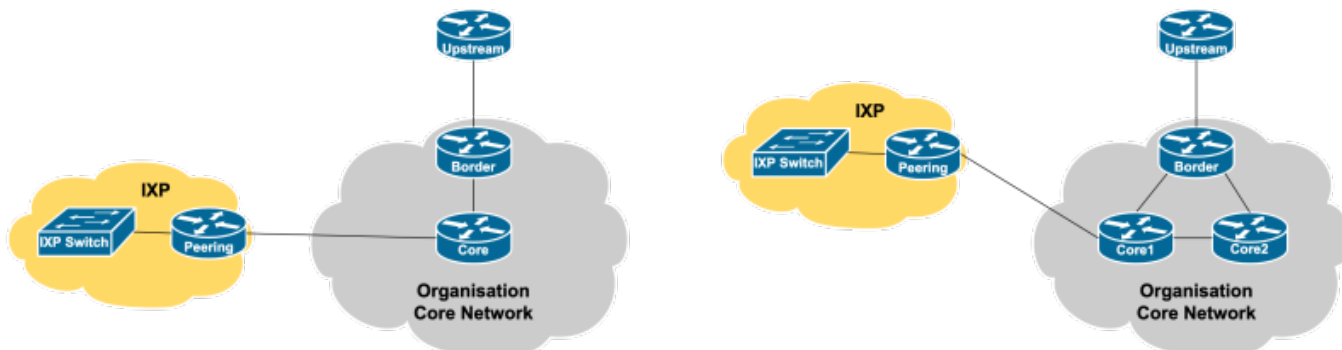 Upstream
IXP
Border
IXP Switch
Peering
Core
Organisation
Core Network
Upstream
IXP
IXP Switch
Peering
Border
Core1
Core2
Organisation
Core Network